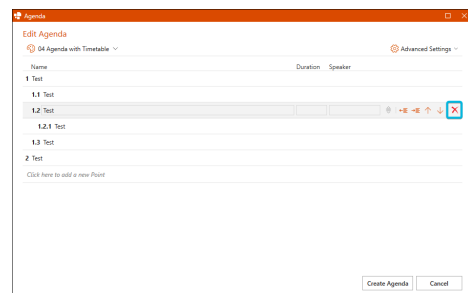 Agenda
Edit Agenda
04 Agenda with Timetable
Advanced Settings
Name Duration Speaker
1 Test
1.1 Test
1.2 Test
1.2.1 Test
1.3 Test
2 Test
Click here to add a new Point
Create Agenda Cancel